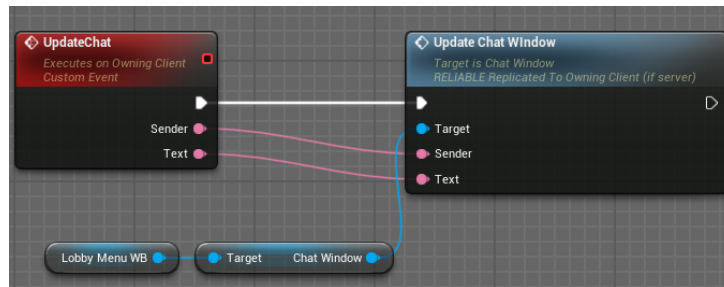 UpdateChat
Executes on Owning Client
Custom Event
Sender
Text
Update Chat WIndow
Target is Chat Window
RELIABLE Replicated To Owning Client (if server)
Target
Sender
Text
Lobby Menu WB
Target Chat Window